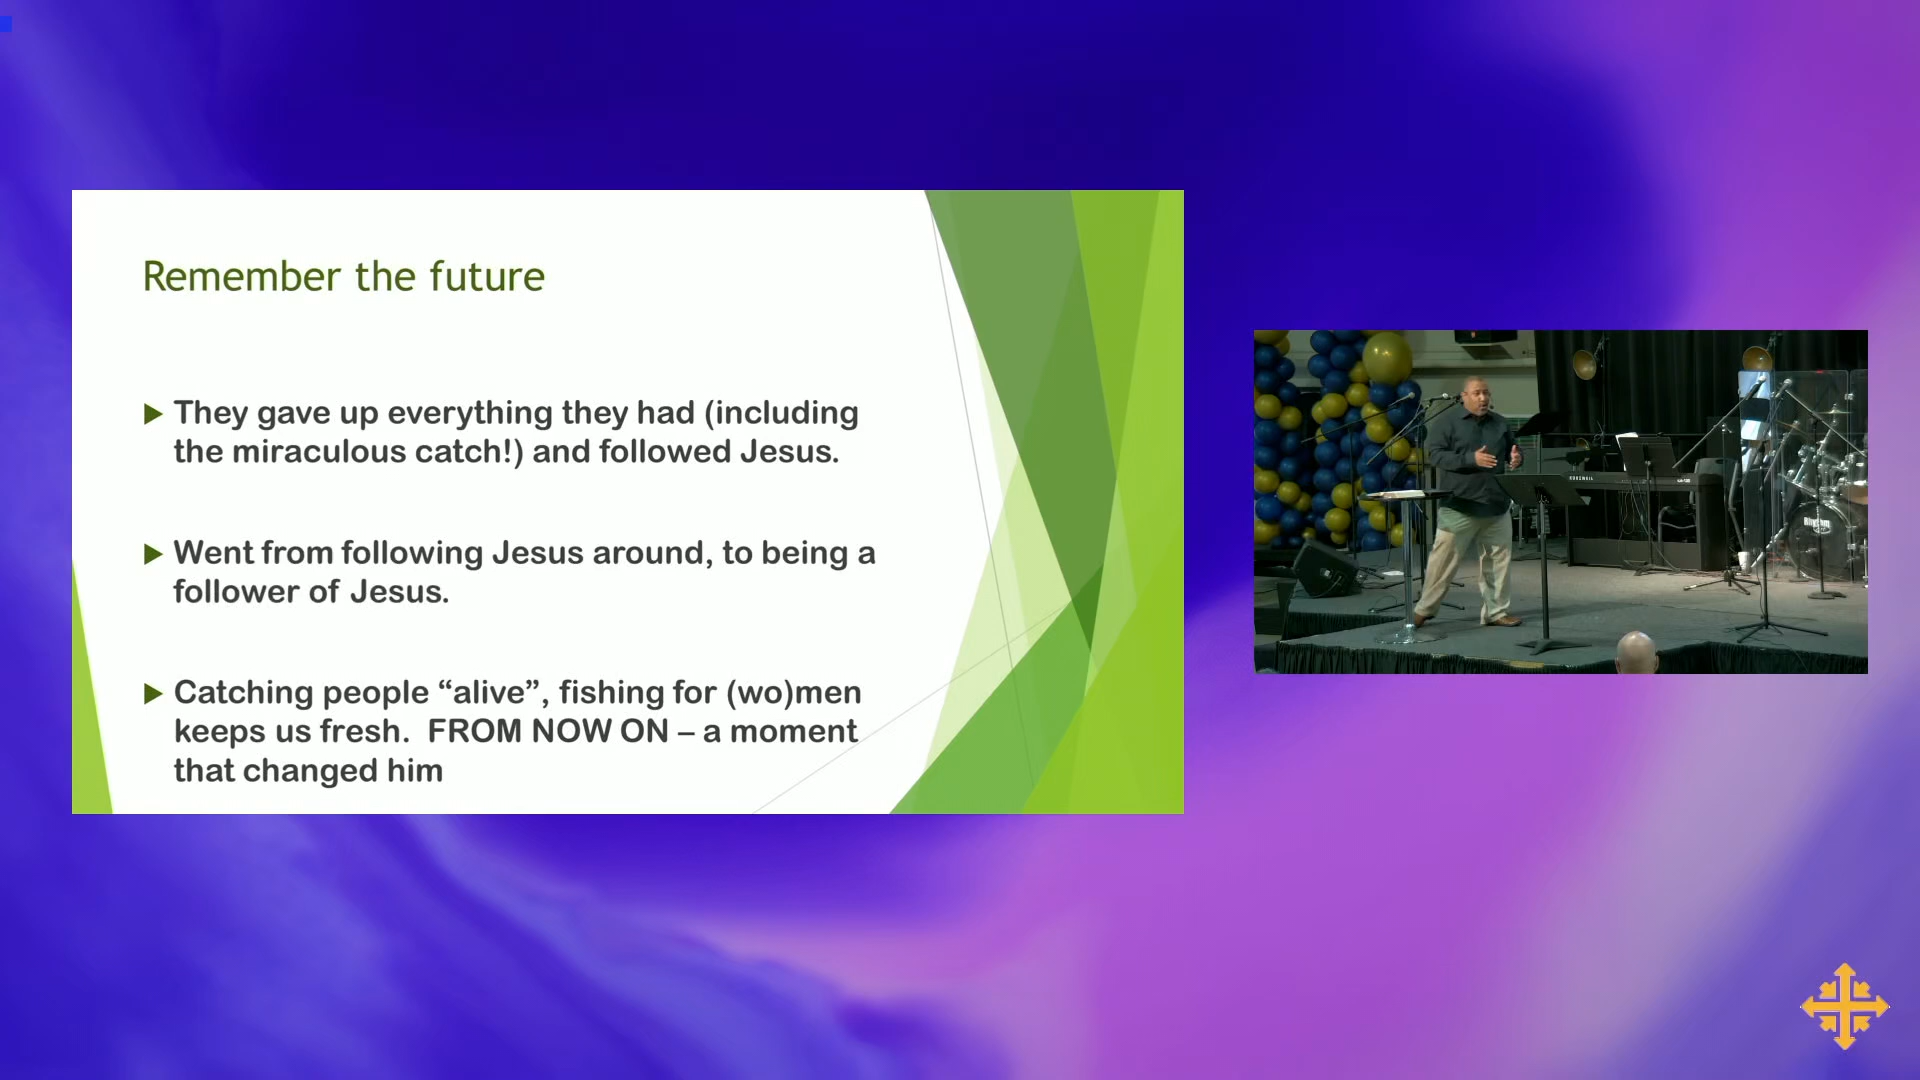 Remember the future
They gave up everything they had (including
the miraculous catch!) and followed Jesus.
Went from following Jesus around, to being a
follower of Jesus.
Catching people “alive”, fishing for (wo)men
keeps us fresh.  FROM NOW ON – a moment
that changed him
KURZWEIL
Rhythm